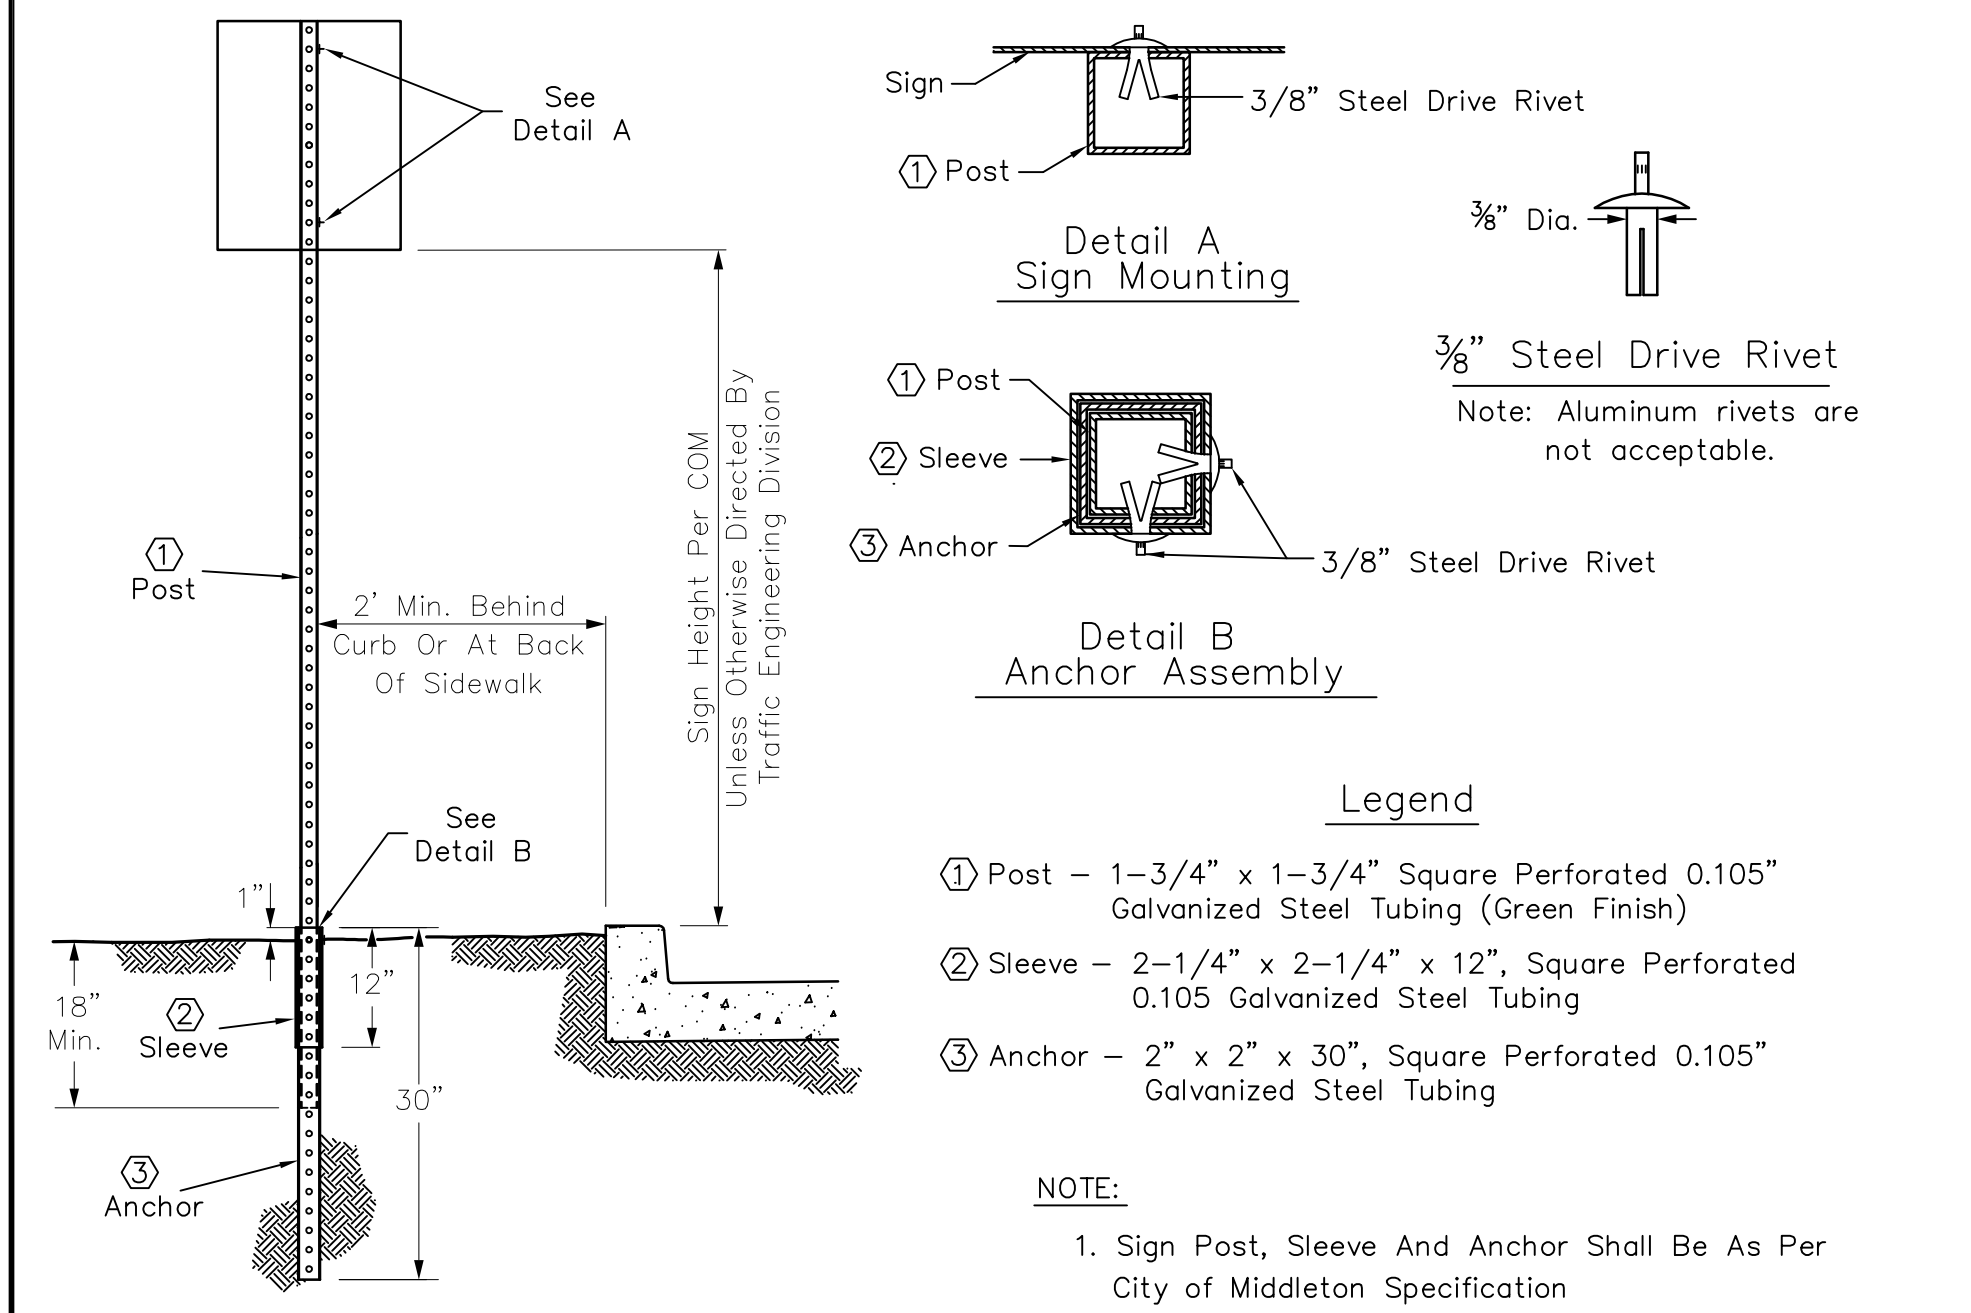 See
Detail A
Sign
3/8” Steel Drive Rivet
1 Post
Detail A
Sign Mounting
3/8” Dia.
3/8” Steel Drive Rivet
Note: Aluminum rivets are
not acceptable.
1 Post
2 Sleeve
3 Anchor
3/8” Steel Drive Rivet
Detail B
Anchor Assembly
Sign Height Per COM
Unless Otherwise Directed By
Traffic Engineering Division
1
Post
2’ Min. Behind
Curb Or At Back
Of Sidewalk
See
Detail B
1”
12”
18”
Min.
2
Sleeve
30”
3
Anchor
Legend
1 Post – 1–3/4” x 1–3/4” Square Perforated 0.105”
Galvanized Steel Tubing (Green Finish)
2 Sleeve – 2–1/4” x 2–1/4” x 12”, Square Perforated
0.105 Galvanized Steel Tubing
3 Anchor – 2” x 2” x 30”, Square Perforated 0.105”
Galvanized Steel Tubing
NOTE:
1. Sign Post, Sleeve And Anchor Shall Be As Per
City of Middleton Specification